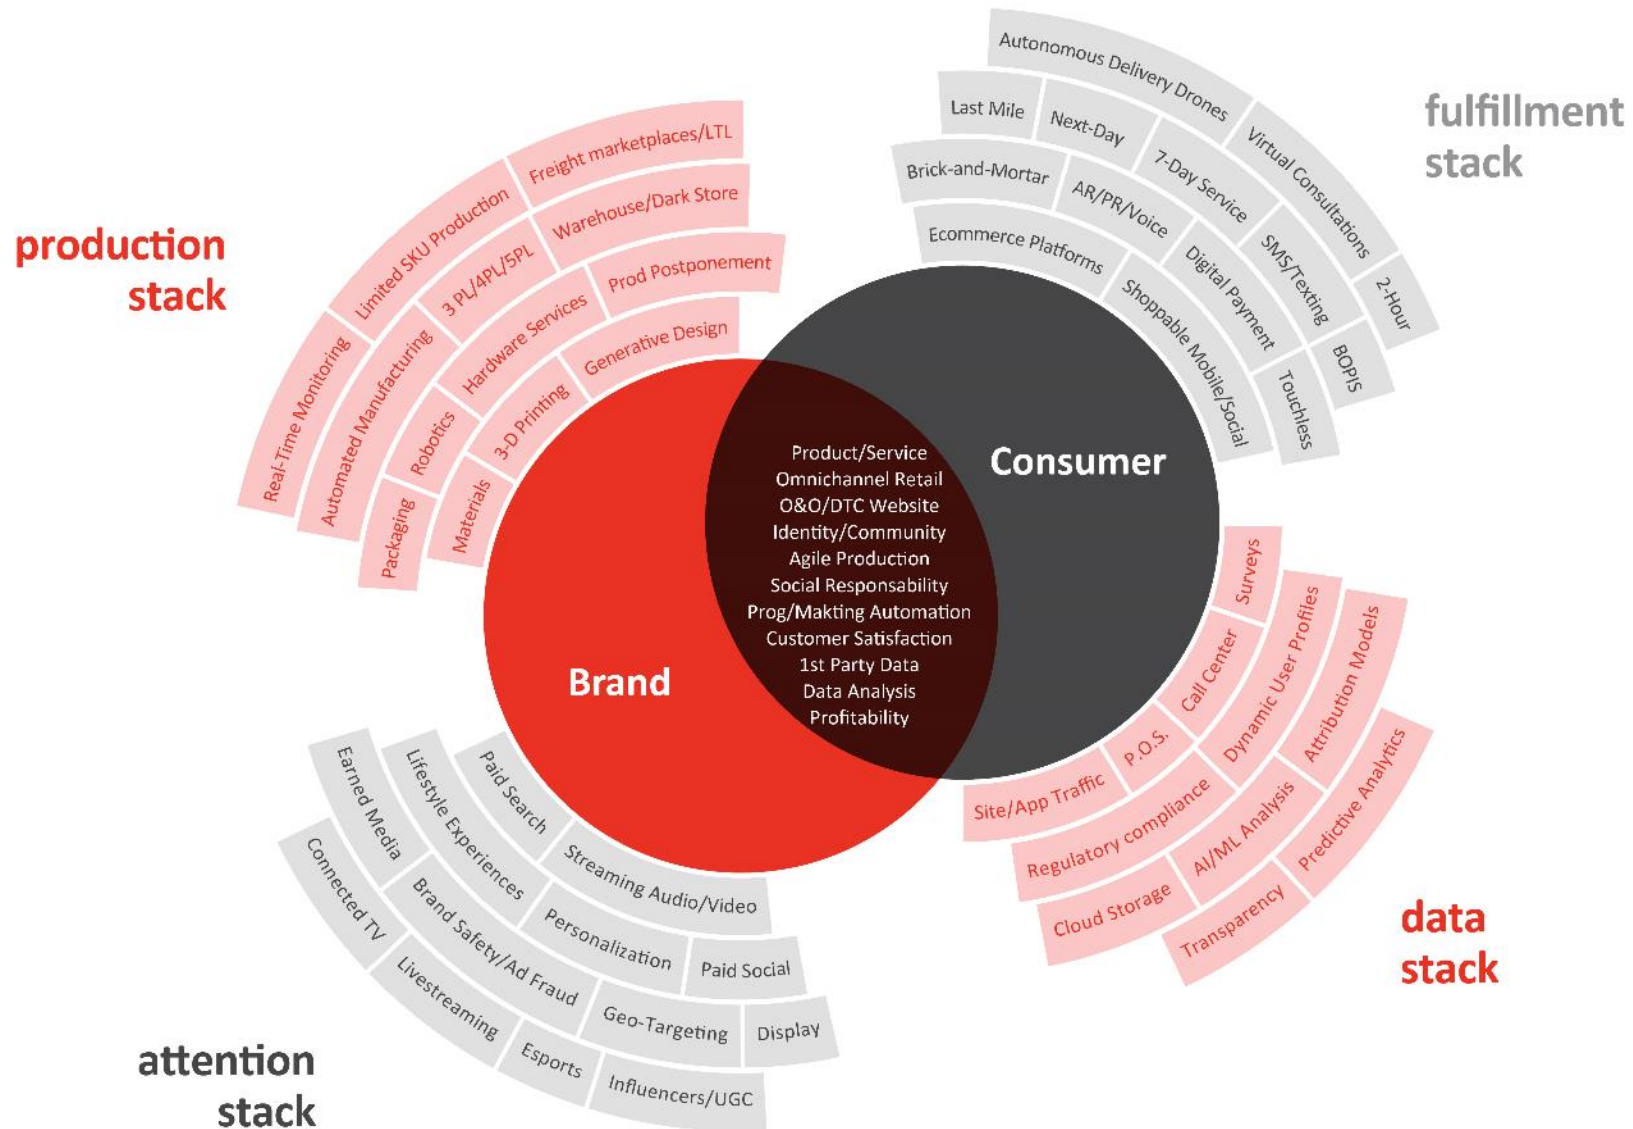 production
stack
Real-Time Monitoring
Limited SKU Production
Freight marketplaces/LTL
Automated Manufacturing
3 PL/4PL/5PL
Warehouse/Dark Store
Packaging
Robotics
Hardware Services
Prod Postponement
Materials
3-D Printing
Generative Design
fulfillment
stack
Autonomous Delivery Drones
Virtual Consultations
2-Hour
Last Mile
Next-Day
7-Day Service
SMS/Texting
BOPIS
Brick-and-Mortar
AR/PR/Voice
Digital Payment
Touchless
Ecommerce Platforms
Shoppable Mobile/Social
Consumer
Product/Service
Omnichannel Retail
O&O/DTC Website
Identity/Community
Agile Production
Social Responsability
Prog/Makting Automation
Customer Satisfaction
1st Party Data
Data Analysis
Profitability
Brand
attention
stack
Paid Search
Streaming Audio/Video
Lifestyle Experiences
Personalization
Paid Social
Earned Media
Brand Safety/Ad Fraud
Geo-Targeting
Display
Connected TV
Livestreaming
Esports
Influencers/UGC
data
stack
Surveys
Call Center
P.O.S.
Site/App Traffic
Dynamic User Profiles
Regulatory compliance
Attribution Models
AI/ML Analysis
Cloud Storage
Predictive Analytics
Transparency